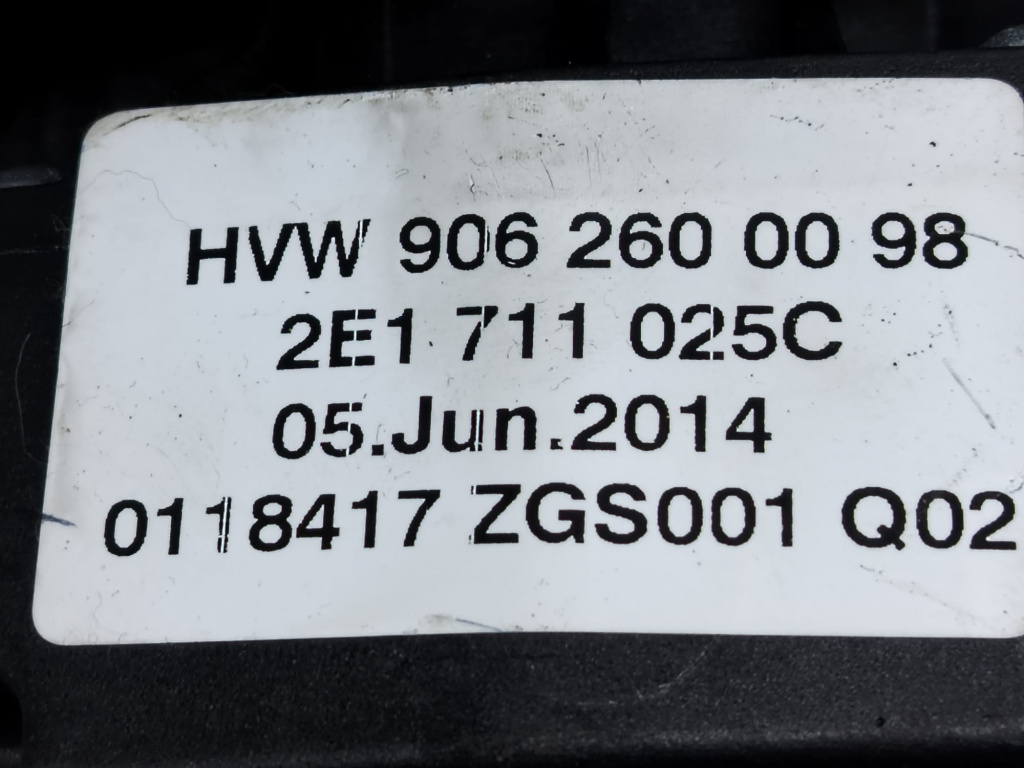 HVW 906 260 00 98
2E1 711 025C
05.Jun.2014
0118417 ZGS001 Q02